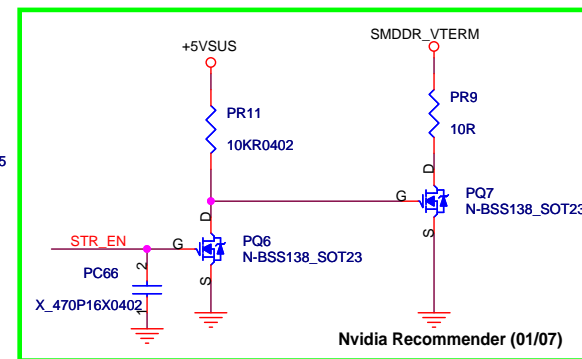 +5VSUS
SMDDR_VTERM
PR11
10KR0402
PR9
10R
5
D
G
PQ7
N-BSS138_SOT23
S
STR_EN
D
G
PQ6
N-BSS138_SOT23
S
2
PC66
X_470P16X0402
1
Nvidia Recommender (01/07)